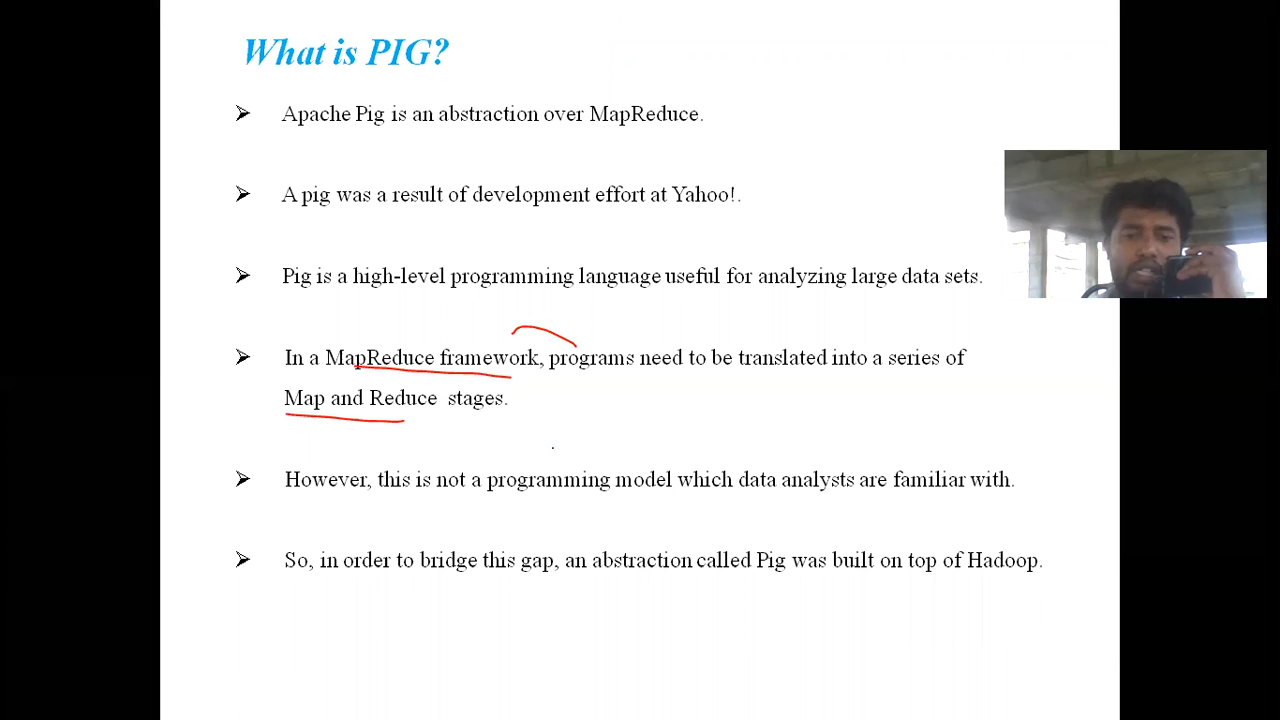 What is PIG?
Apache Pig is an abstraction over MapReduce.
A pig was a result of development effort at Yahoo!.
Pig is a high-level programming language useful for analyzing large data sets.
In a MapReduce framework, programs need to be translated into a series of
Map and Reduce stages.
However, this is not a programming model which data analysts are familiar with.
So, in order to bridge this gap, an abstraction called Pig was built on top of Hadoop.